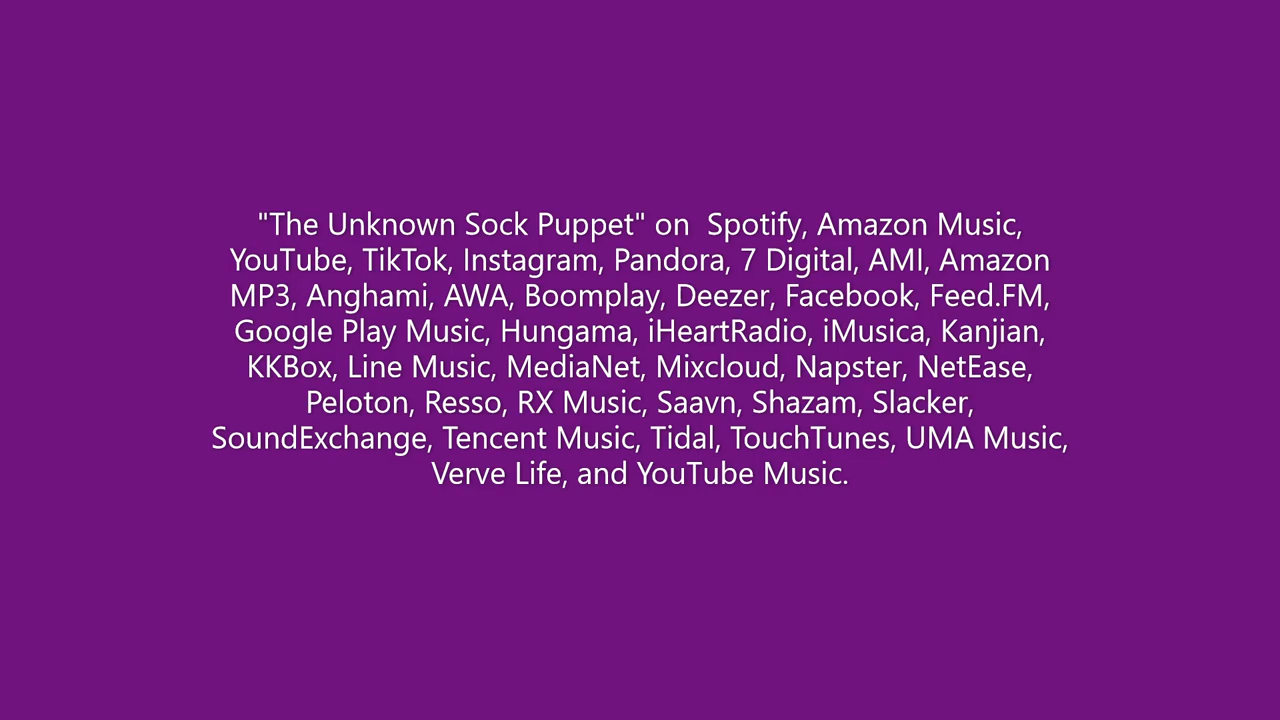 "The Unknown Sock Puppet" on  Spotify, Amazon Music,
YouTube, TikTok, Instagram, Pandora, 7 Digital, AMI, Amazon
MP3, Anghami, AWA, Boomplay, Deezer, Facebook, Feed.FM,
Google Play Music, Hungama, iHeartRadio, iMusica, Kanjian,
KKBox, Line Music, MediaNet, Mixcloud, Napster, NetEase,
Peloton, Resso, RX Music, Saavn, Shazam, Slacker,
SoundExchange, Tencent Music, Tidal, TouchTunes, UMA Music,
Verve Life, and YouTube Music.